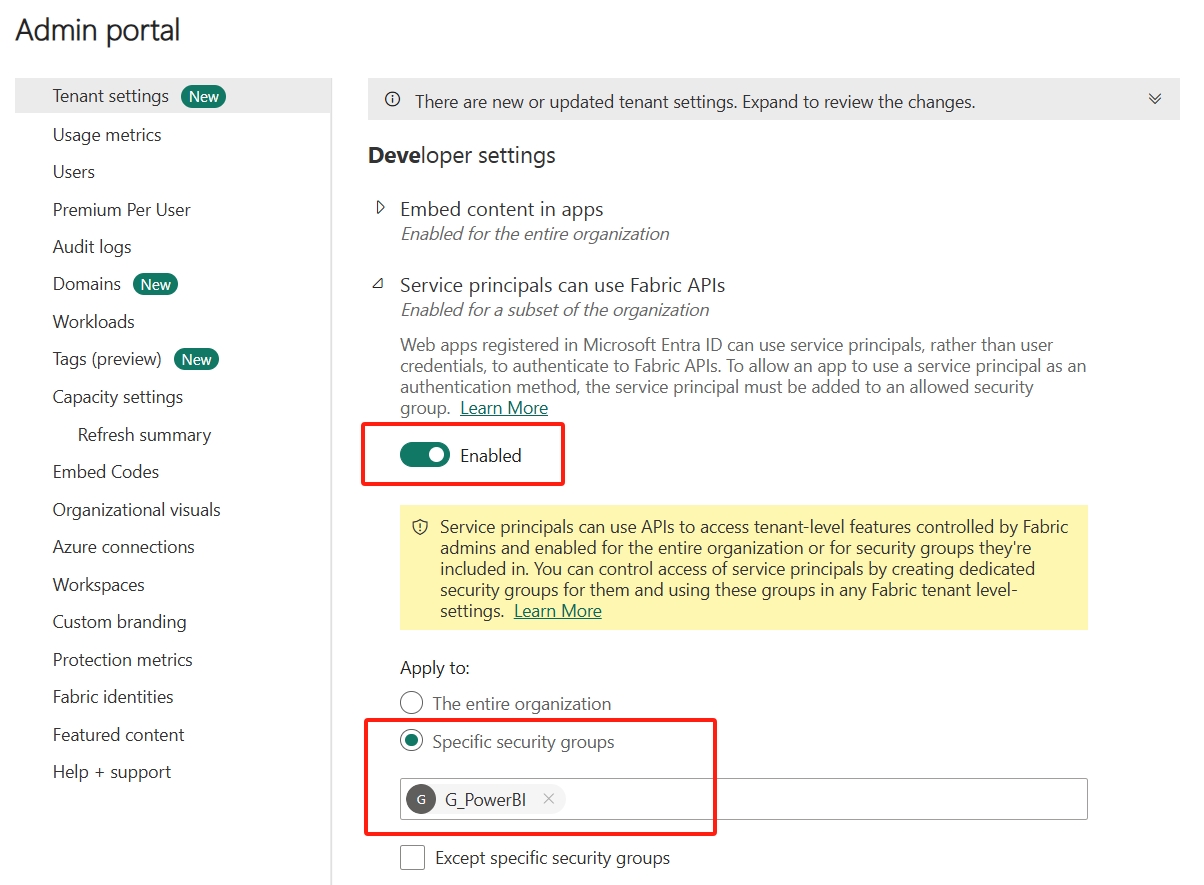 Admin portal
Tenant settings New
Usage metrics
Users
Premium Per User
Audit logs
Domains New
Workloads
Tags (preview) New
Capacity settings
Refresh summary
Embed Codes
Organizational visuals
Azure connections
Workspaces
Custom branding
Protection metrics
Fabric identities
Featured content
Help + support
There are new or updated tenant settings. Expand to review the changes.
Developer settings
Embed content in apps
Enabled for the entire organization
Service principals can use Fabric APIs
Enabled for a subset of the organization
Web apps registered in Microsoft Entra ID can use service principals, rather than user
credentials, to authenticate to Fabric APIs. To allow an app to use a service principal as an
authentication method, the service principal must be added to an allowed security
group. Learn More
Enabled
Service principals can use APIs to access tenant-level features controlled by Fabric
admins and enabled for the entire organization or for security groups they're
included in. You can control access of service principals by creating dedicated
security groups for them and using these groups in any Fabric tenant level-
settings. Learn More
Apply to:
The entire organization
Specific security groups
G G_PowerBI
Except specific security groups